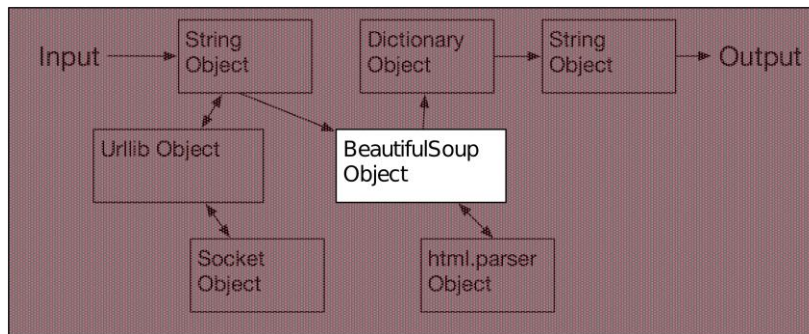 Input
String
Object
Dictionary
Object
String
Object
Output
Urllib Object
BeautifulSoup
Object
Socket
Object
html.parser
Object